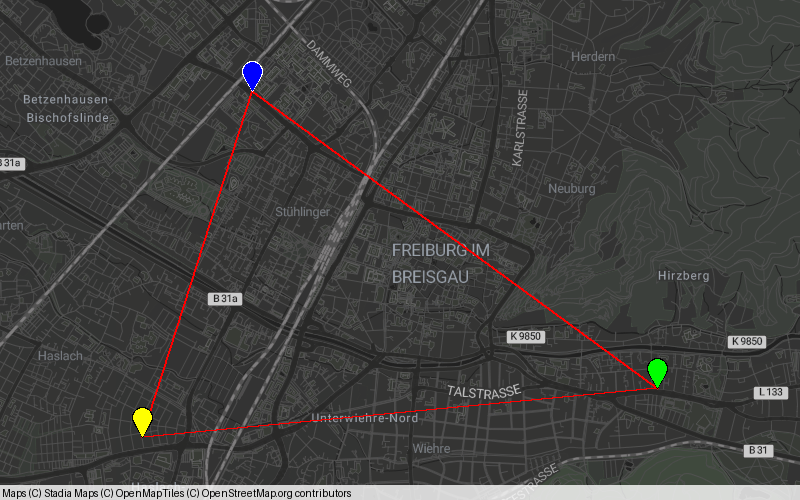 DAMMWEG
Herdern
Betzenhausen
Betzenhausen-
Bischofslinde
KARLSTRASSE
B 31a
Neuburg
Stühlinger
FREIBURG IM
BREISGAU
Hirzberg
B 31a
K 9850
K 9850
Haslach
TALSTRASSE
L 133
Unterwiehre-Nord
Wiehre
B 31
Maps (C) Stadia Maps (C) OpenMapTiles (C) OpenStreetMap.org contributors